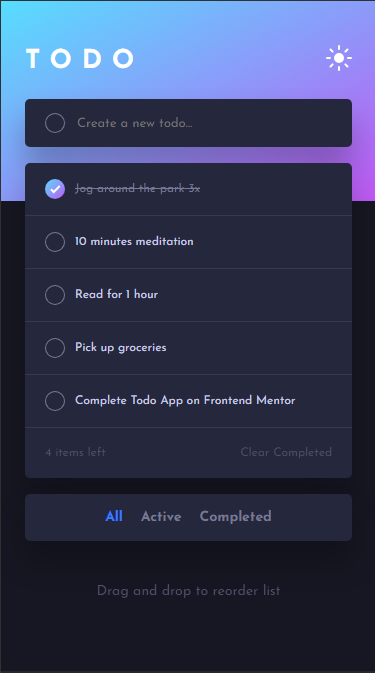 TODO
Create a new todo...
Jog around the park 3x
10 minutes meditation
Read for 1 hour
Pick up groceries
Complete Todo App on Frontend Mentor
4 items left Clear Completed
All Active Completed
Drag and drop to reorder list